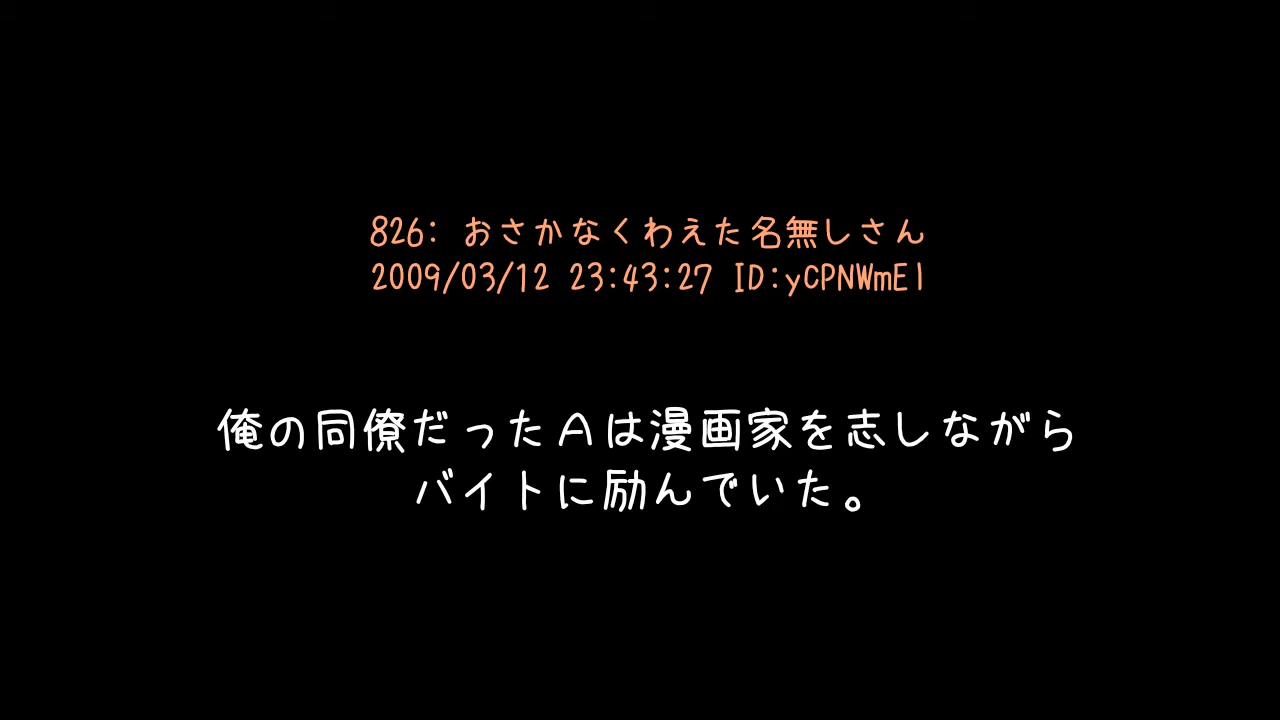 826: おさかなくわえた名無しさん
2009/03/12 23:43:27 ID:yCPNWmE1
俺の同僚だったAは漫画家を志しながら
バイトに励んでいた。